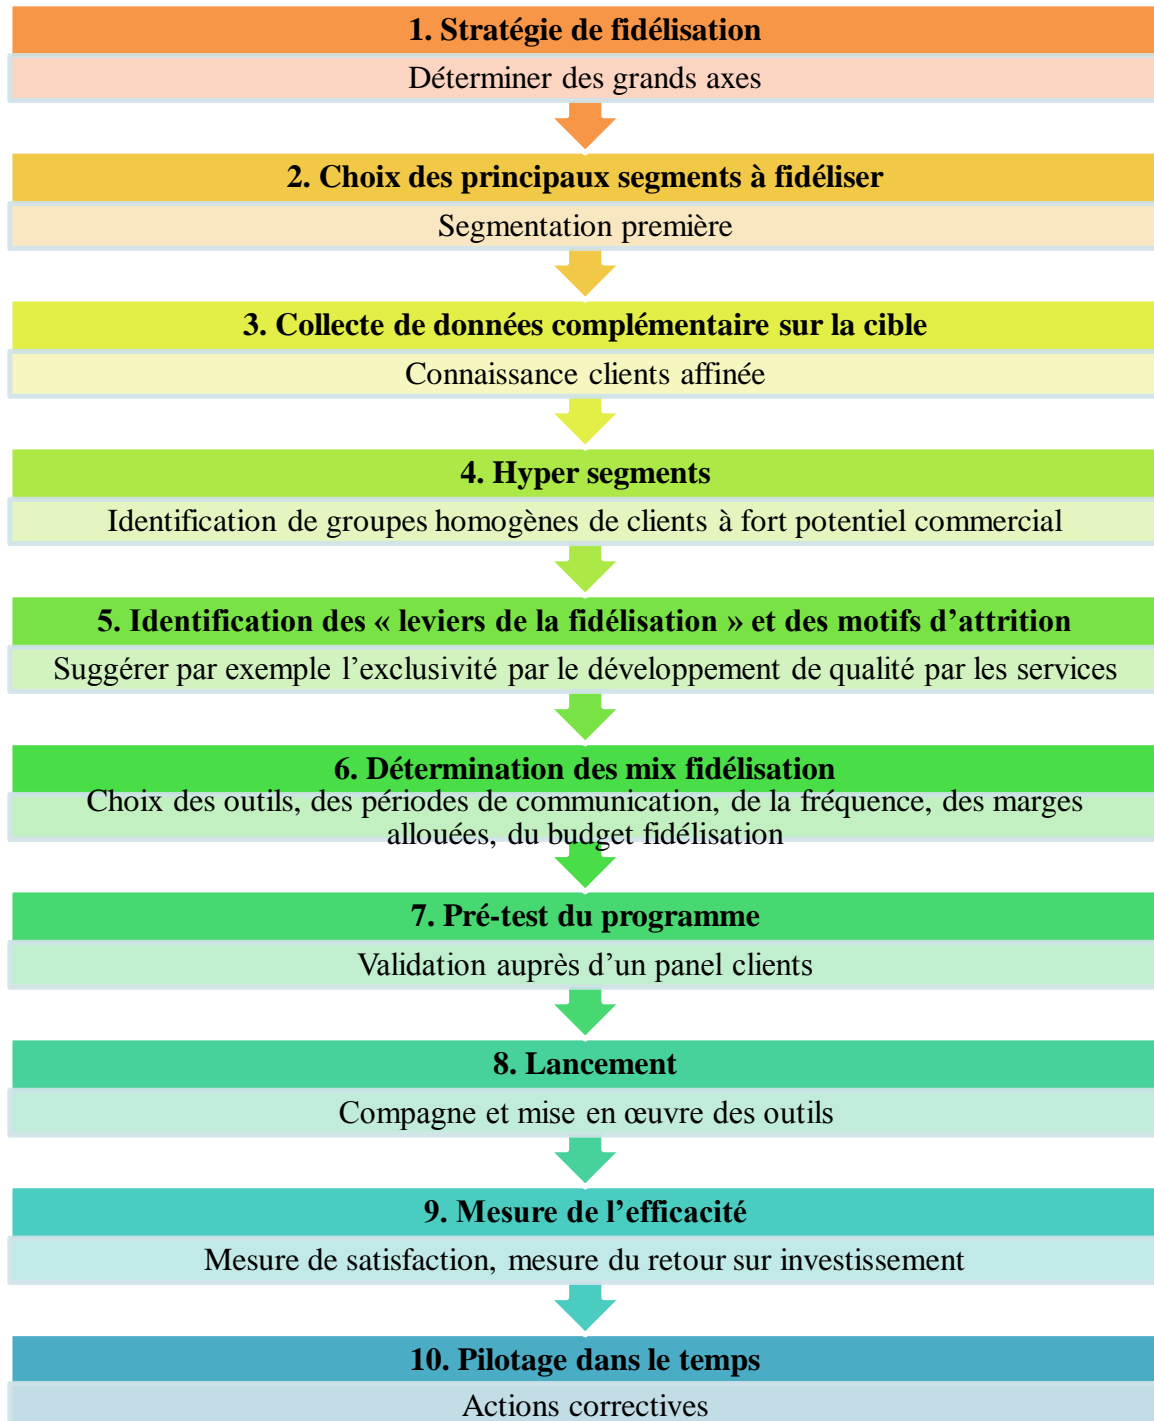 1. Stratégie de fidélisation
Déterminer des grands axes
2. Choix des principaux segments à fidéliser
Segmentation première
3. Collecte de données complémentaire sur la cible
Connaissance clients affinée
4. Hyper segments
Identification de groupes homogènes de clients à fort potentiel commercial
5. Identification des « leviers de la fidélisation » et des motifs d’attrition
Suggérer par exemple l’exclusivité par le développement de qualité par les services
6. Détermination des mix fidélisation
Choix des outils, des périodes de communication, de la fréquence, des marges
allouées, du budget fidélisation
7. Pré-test du programme
Validation auprès d’un panel clients
8. Lancement
Compagne et mise en œuvre des outils
9. Mesure de l’efficacité
Mesure de satisfaction, mesure du retour sur investissement
10. Pilotage dans le temps
Actions correctives